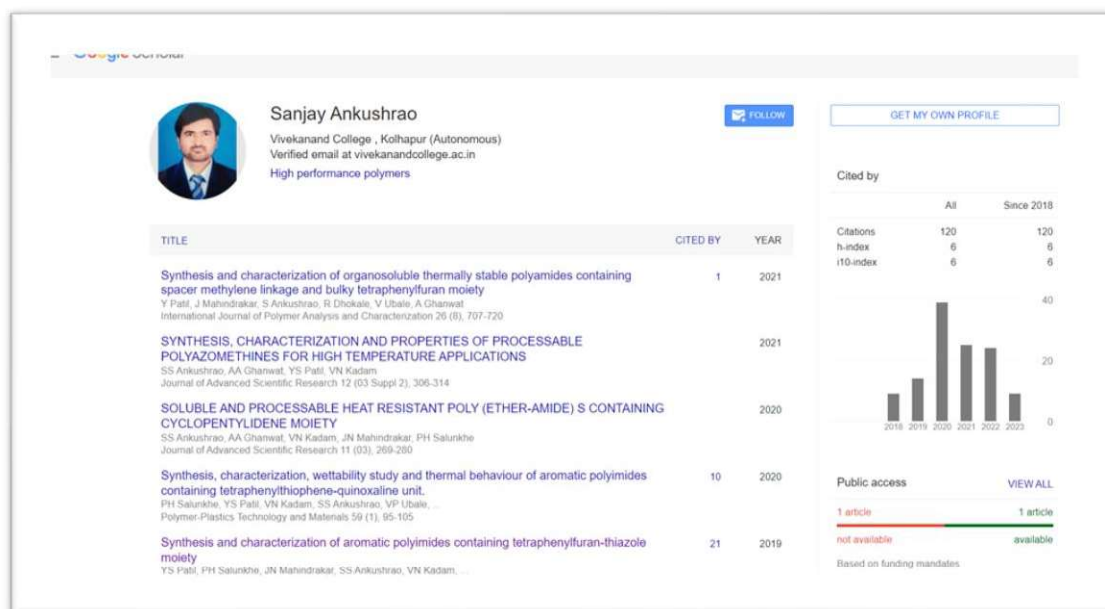 Google Scholar
Sanjay Ankushrao
FOLLOW
Vivekanand College , Kolhapur (Autonomous)
Verified email at vivekanandcollege.ac.in
High performance polymers
TITLE CITED BY YEAR
Synthesis and characterization of organosoluble thermally stable polyamides containing 1 2021
spacer methylene linkage and bulky tetraphenylfuran moiety
Y Patil, J Mahindrakar, S Ankushrao, R Dhokale, V Ubale, A Ghanwat
International Journal of Polymer Analysis and Characterization 26 (8), 707-720
SYNTHESIS, CHARACTERIZATION AND PROPERTIES OF PROCESSABLE 2021
POLYAZOMETHINES FOR HIGH TEMPERATURE APPLICATIONS
SS Ankushrao, AA Ghanwat, YS Patil, VN Kadam
Journal of Advanced Scientific Research 12 (03 Suppl 2), 306-314
SOLUBLE AND PROCESSABLE HEAT RESISTANT POLY (ETHER-AMIDE) S CONTAINING 2020
CYCLOPENTYLIDENE MOIETY
SS Ankushrao, AA Ghanwat, VN Kadam, JN Mahindrakar, PH Salunkhe
Journal of Advanced Scientific Research 11 (03), 269-280
Synthesis, characterization, wettability study and thermal behaviour of aromatic polyimides 10 2020
containing tetraphenylthiophene-quinoxaline unit.
PH Salunkhe, YS Patil, VN Kadam, SS Ankushrao, VP Ubale, ...
Polymer-Plastics Technology and Materials 59 (1), 95-105
Synthesis and characterization of aromatic polyimides containing tetraphenylfuran-thiazole 21 2019
moiety
YS Patil, PH Salunkhe, JN Mahindrakar, SS Ankushrao, VN Kadam, ...
GET MY OWN PROFILE
Cited by
All Since 2018
Citations 120 120
h-index 6 6
i10-index 6 6
40
20
0
2018 2019 2020 2021 2022 2023
Public access VIEW ALL
1 article 1 article
not available available
Based on funding mandates